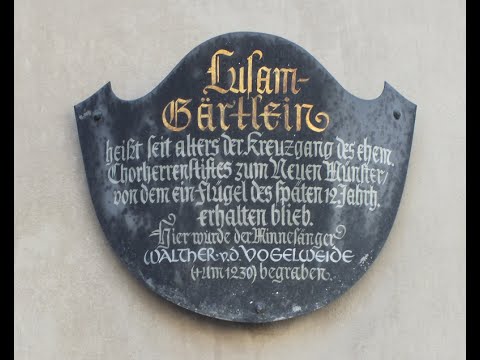 Lusam-
Gärtlein
heißt seit alters der Kreuzgang des ehem.
Chorherrenstiftes zum Neuen Münster/
von dem ein Flügel des späten 12. Jahrh.
erhalten blieb.
Hier wurde der Minnesänger
WALTHER v.d. VOGELWEIDE
(+um 1230) begraben.